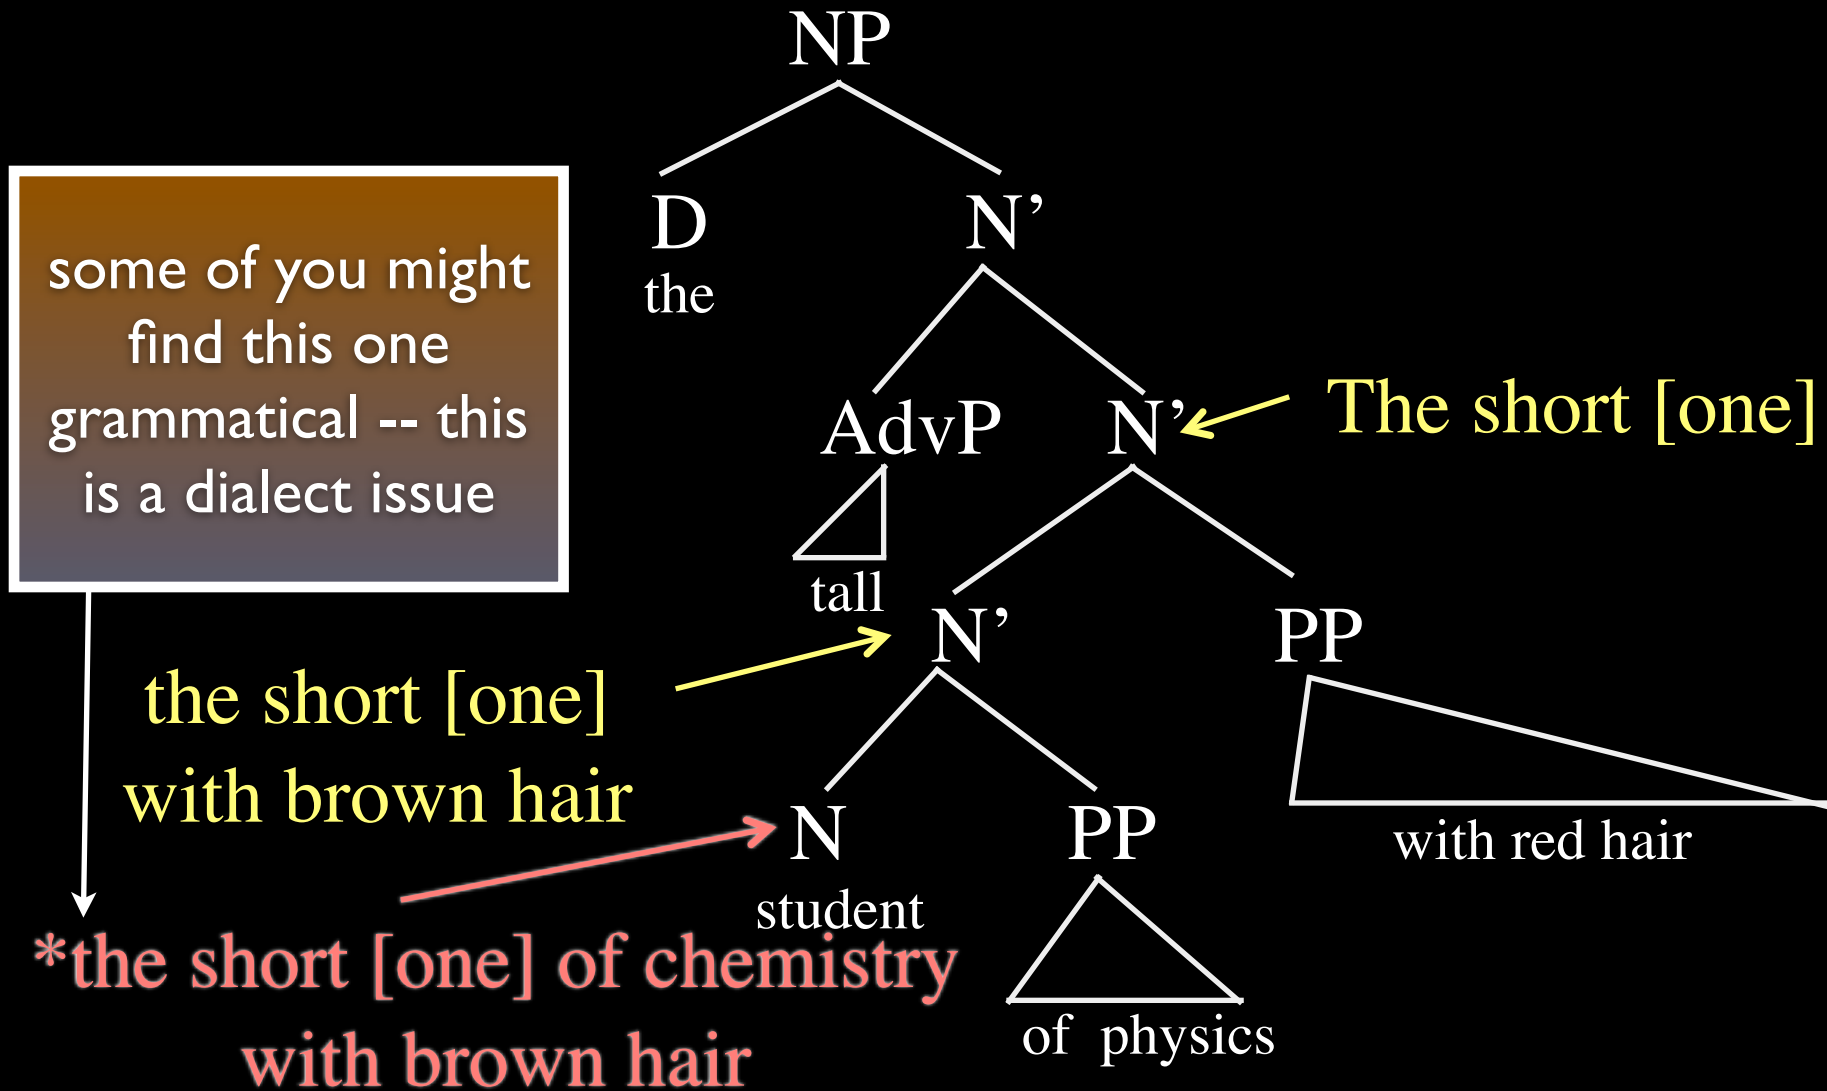 NP
D
N’
the
some of you might
find this one
grammatical -- this
is a dialect issue
AdvP
N’
The short [one]
tall
N’
PP
the short [one]
with brown hair
N
PP
with red hair
student
*the short [one] of chemistry
with brown hair
of physics